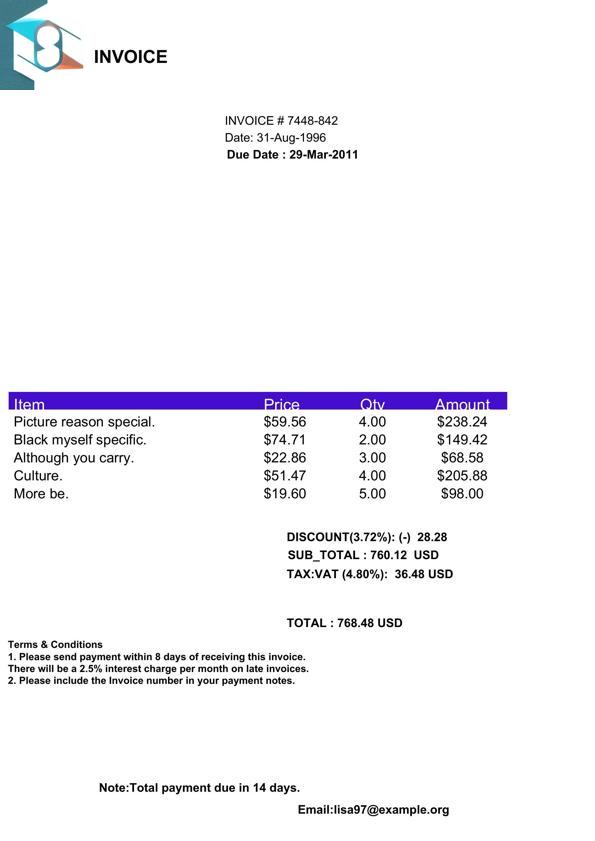 INVOICE
INVOICE # 7448-842
Date: 31-Aug-1996
Due Date : 29-Mar-2011
Item Price Qty Amount
Picture reason special. $59.56 4.00 $238.24
Black myself specific. $74.71 2.00 $149.42
Although you carry. $22.86 3.00 $68.58
Culture. $51.47 4.00 $205.88
More be. $19.60 5.00 $98.00
DISCOUNT(3.72%): (-) 28.28
SUB_TOTAL : 760.12 USD
TAX:VAT (4.80%): 36.48 USD
TOTAL : 768.48 USD
Terms & Conditions
1. Please send payment within 8 days of receiving this invoice.
There will be a 2.5% interest charge per month on late invoices.
2. Please include the Invoice number in your payment notes.
Note:Total payment due in 14 days.
Email:lisa97@example.org